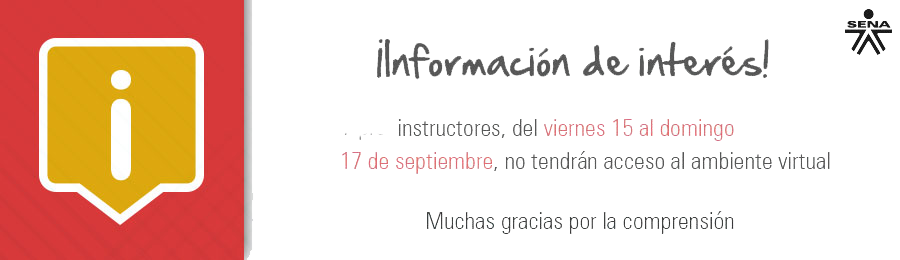 SENA
¡Información de interés!
instructores, del viernes 15 al domingo
17 de septiembre, no tendrán acceso al ambiente virtual
Muchas gracias por la comprensión